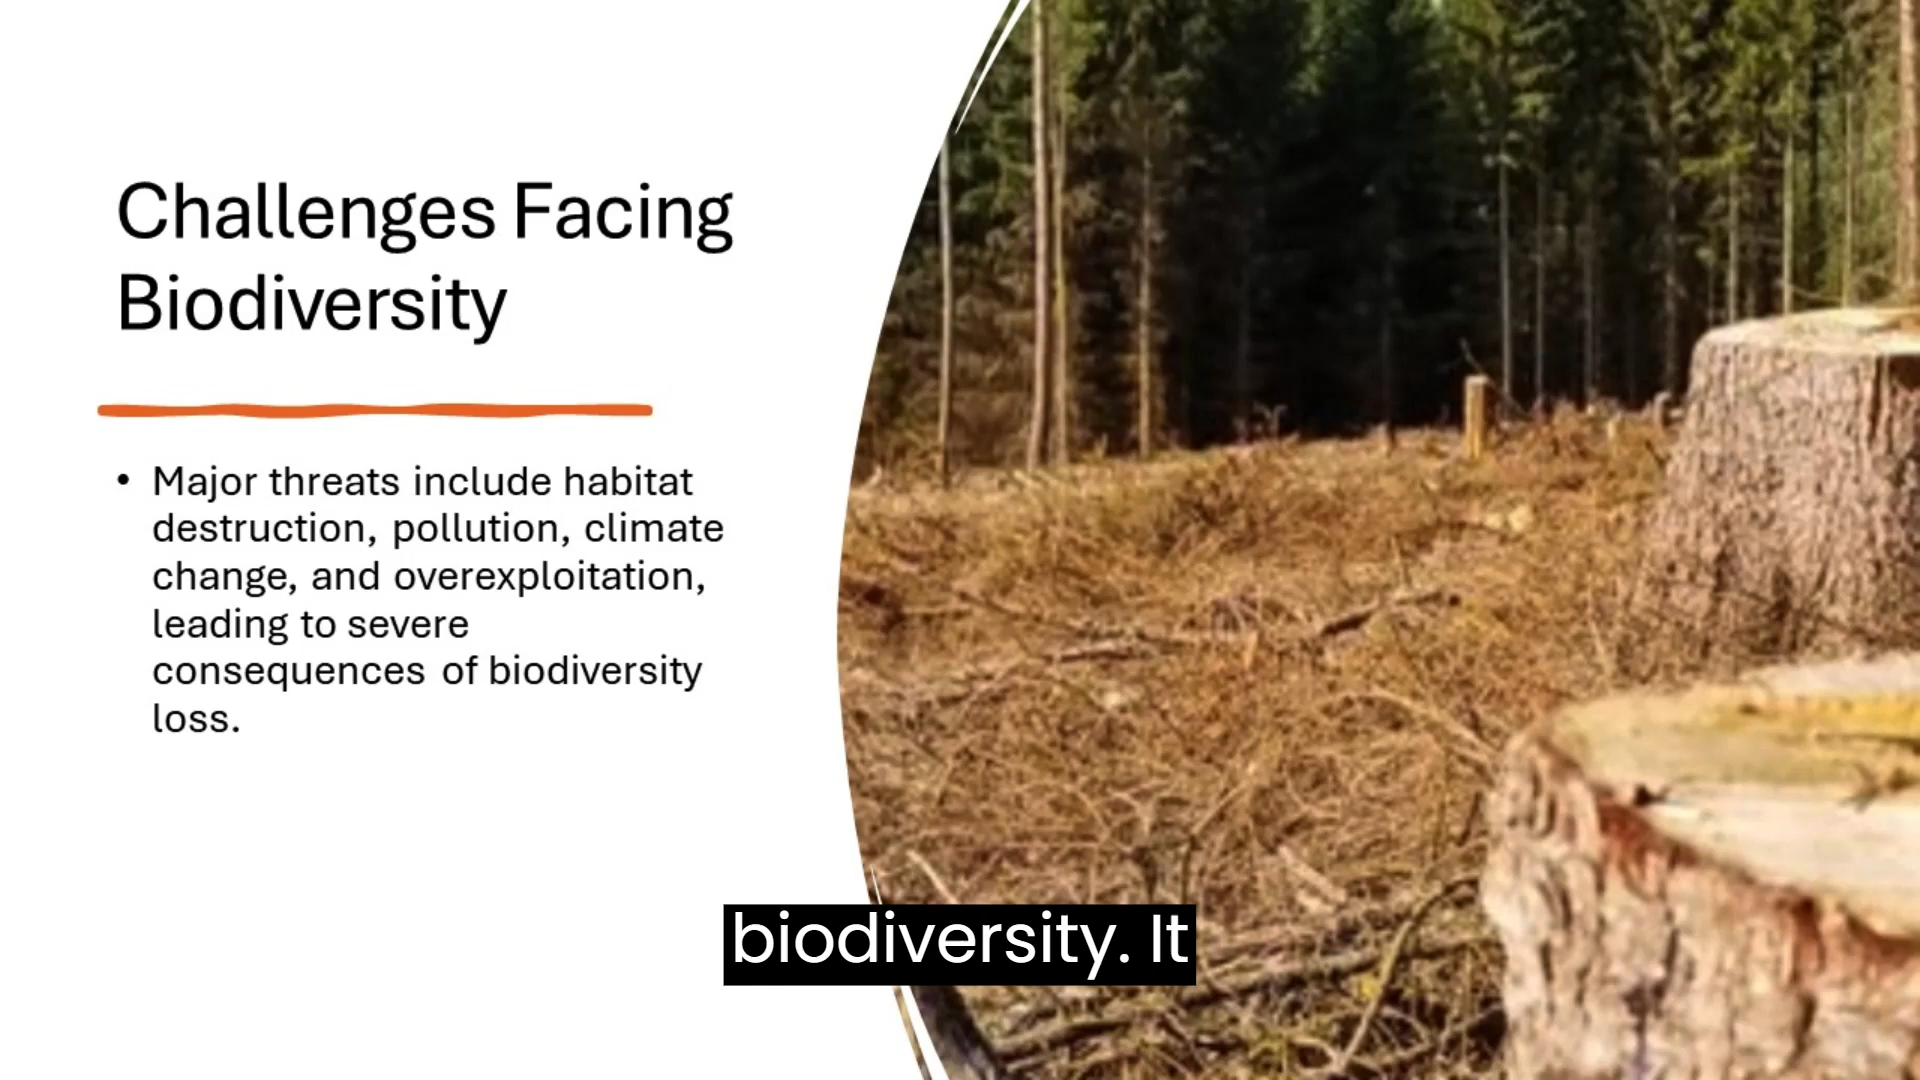 Challenges Facing
Biodiversity
• Major threats include habitat
destruction, pollution, climate
change, and overexploitation,
leading to severe
consequences of biodiversity
loss.
biodiversity. It